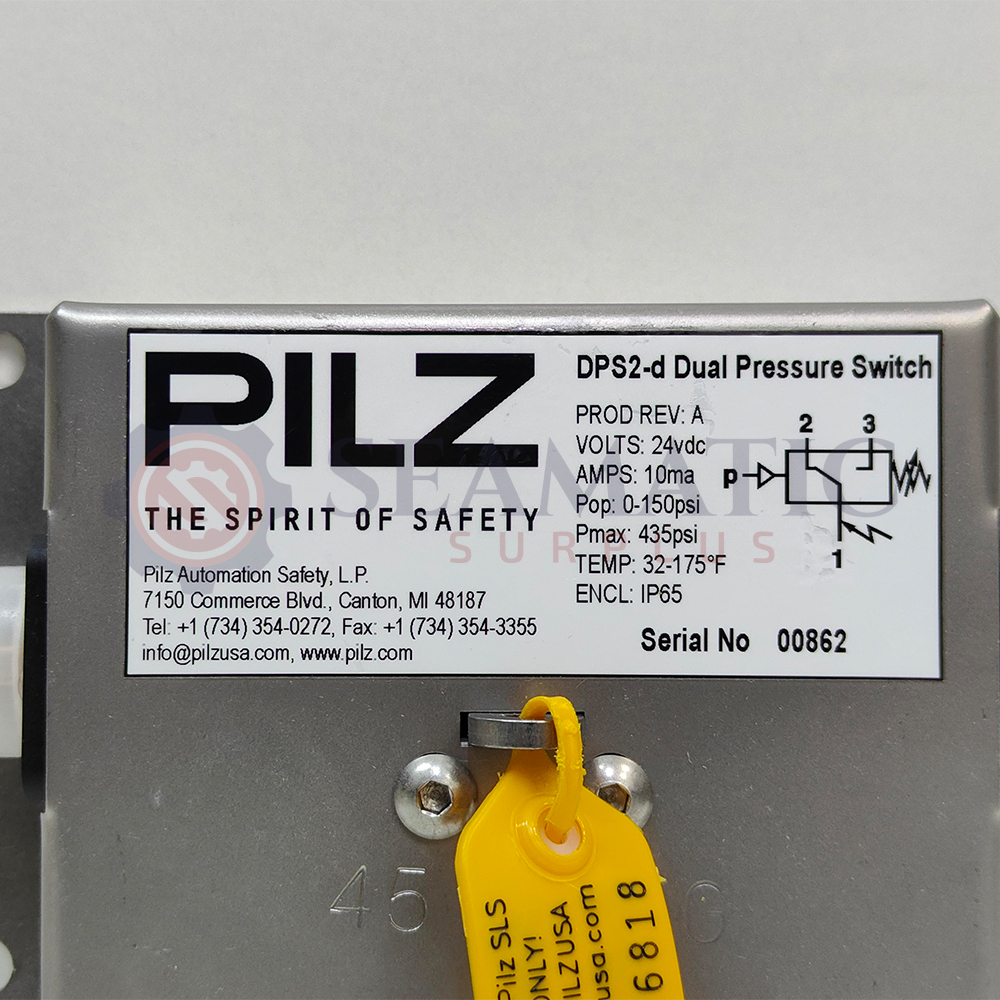 PILZ
THE SPIRIT OF SAFETY
Pilz Automation Safety, L.P.
7150 Commerce Blvd., Canton, MI 48187
Tel: +1 (734) 354-0272, Fax: +1 (734) 354-3355
info@pilzusa.com, www.pilz.com
DPS2-d Dual Pressure Switch
PROD REV: A
VOLTS: 24vdc
AMPS: 10ma
Pop: 0-150psi
Pmax: 435psi
TEMP: 32-175°F
ENCL: IP65
2 3
p
1
Serial No 00862
SEAMATIC
SURPLUS
45
G
Pilz SLS
ONLY!
PILZUSA
usa.com
6818